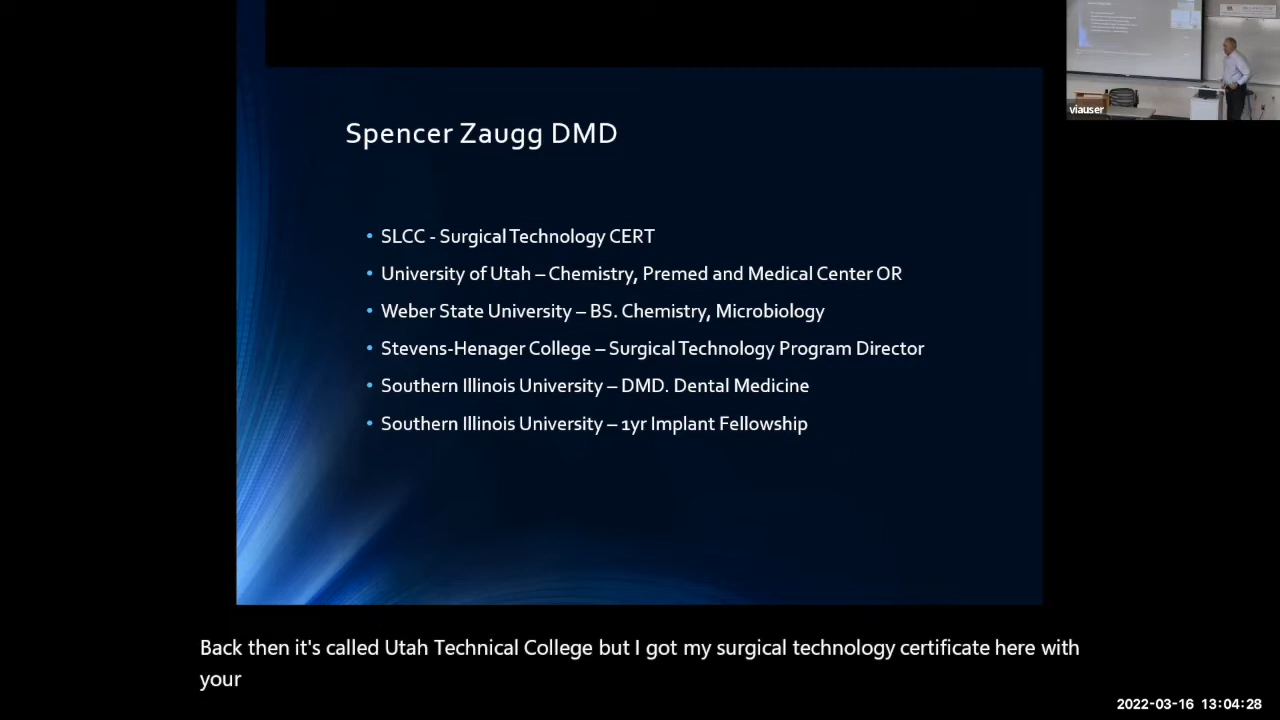 Spencer Zaugg DMD
• SLCC - Surgical Technology CERT
• University of Utah – Chemistry, Premed and Medical Center OR
• Weber State University – BS. Chemistry, Microbiology
• Stevens-Henager College – Surgical Technology Program Director
• Southern Illinois University – DMD. Dental Medicine
• Southern Illinois University – 1yr Implant Fellowship
viauser
Back then it's called Utah Technical College but I got my surgical technology certificate here with
your
2022-03-16 13:04:28